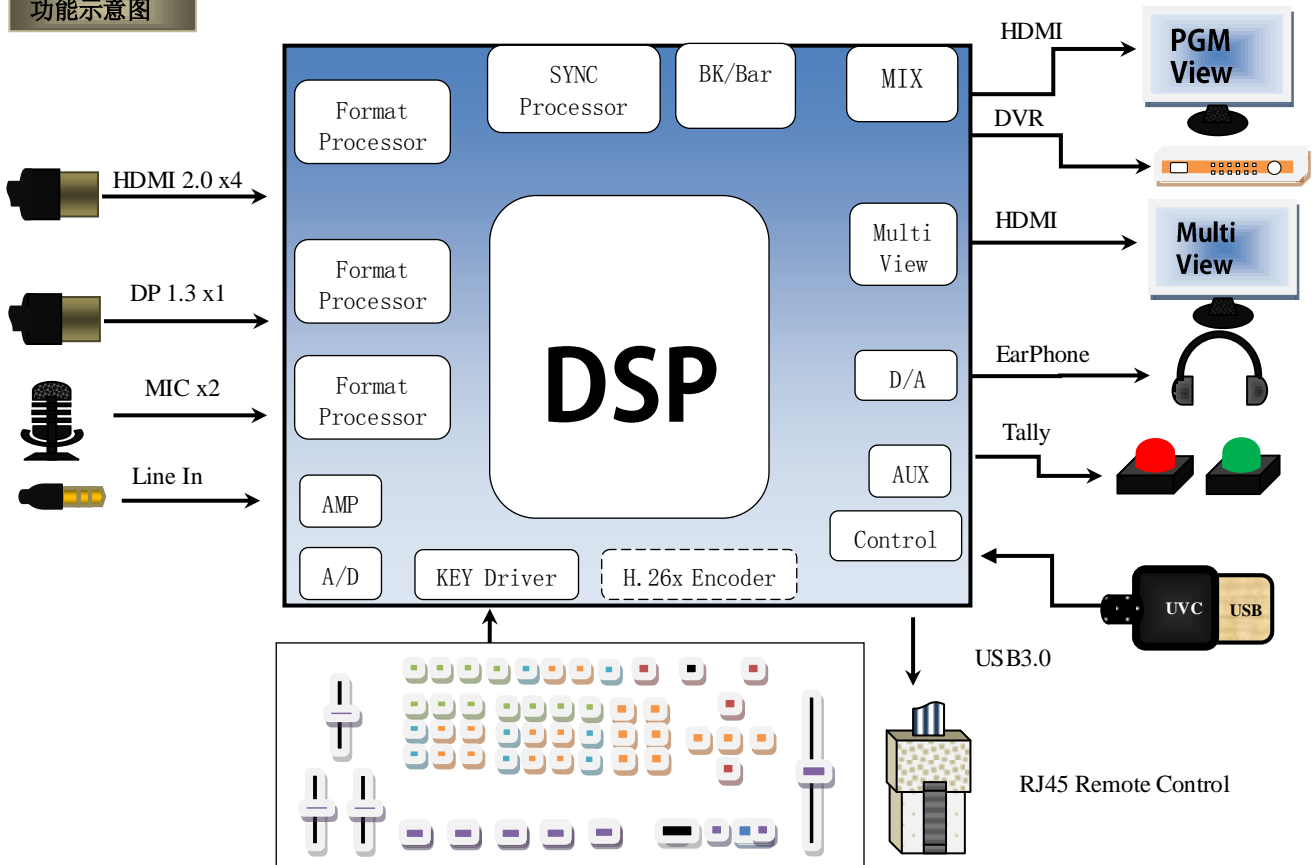 功能示意图
HDMI 2.0 x4
DP 1.3 x1
MIC x2
Line In
Format
Processor
SYNC
Processor
BK/Bar
MIX
Format
Processor
Format
Processor
AMP
A/D
KEY Driver
H.26x Encoder
DSP
Multi
View
D/A
AUX
Control
HDMI
PGM
View
DVR
HDMI
Multi
View
EarPhone
Tally
UVC
USB
USB3.0
RJ45 Remote Control